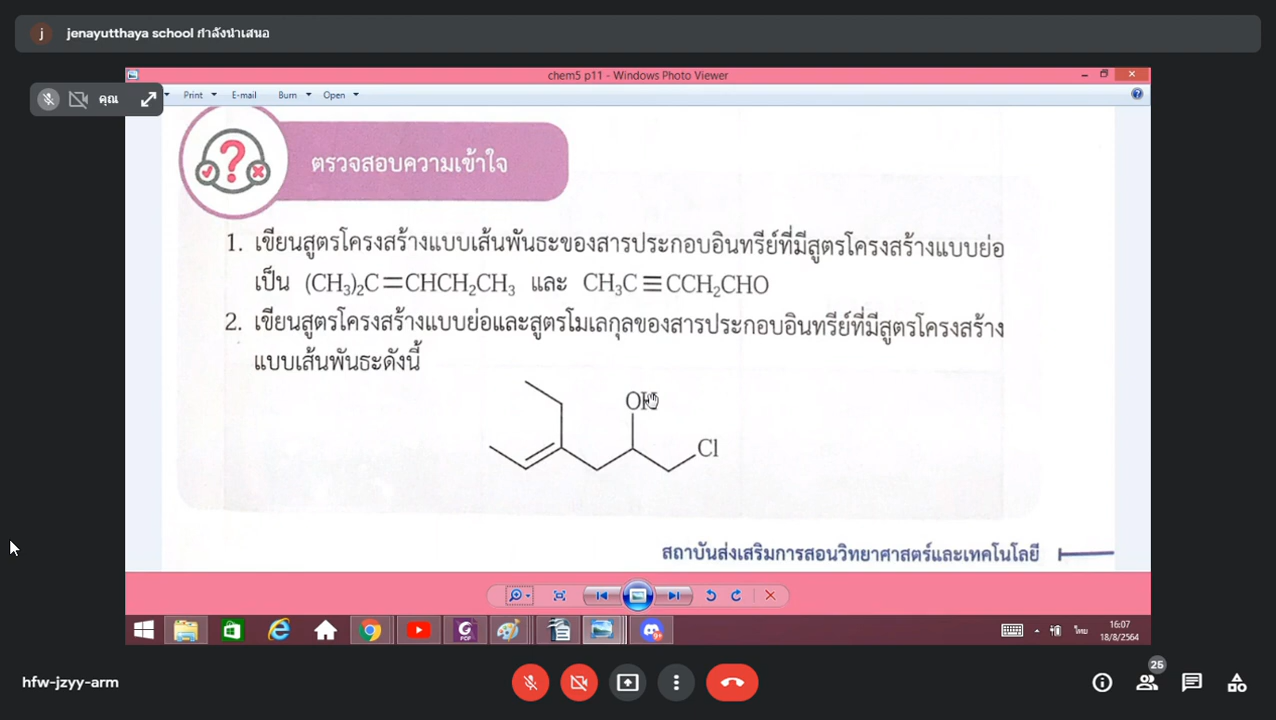 j jenayutthaya school กำลังนำเสนอ
chem5 p11 - Windows Photo Viewer
คุณ
Print E-mail Burn Open
ตรวจสอบความเข้าใจ
1. เขียนสูตรโครงสร้างแบบเส้นพันธะของสารประกอบอินทรีย์ที่มีสูตรโครงสร้างแบบย่อ
เป็น (CH₃)₂C=CHCH₂CH₃ และ CH₃C≡CCH₂CHO
2. เขียนสูตรโครงสร้างแบบย่อและสูตรโมเลกุลของสารประกอบอินทรีย์ที่มีสูตรโครงสร้าง
แบบเส้นพันธะดังนี้
OH
Cl
สถาบันส่งเสริมการสอนวิทยาศาสตร์และเทคโนโลยี
PDF
ไทย
16:07
18/8/2564
hfw-jzyy-arm
25